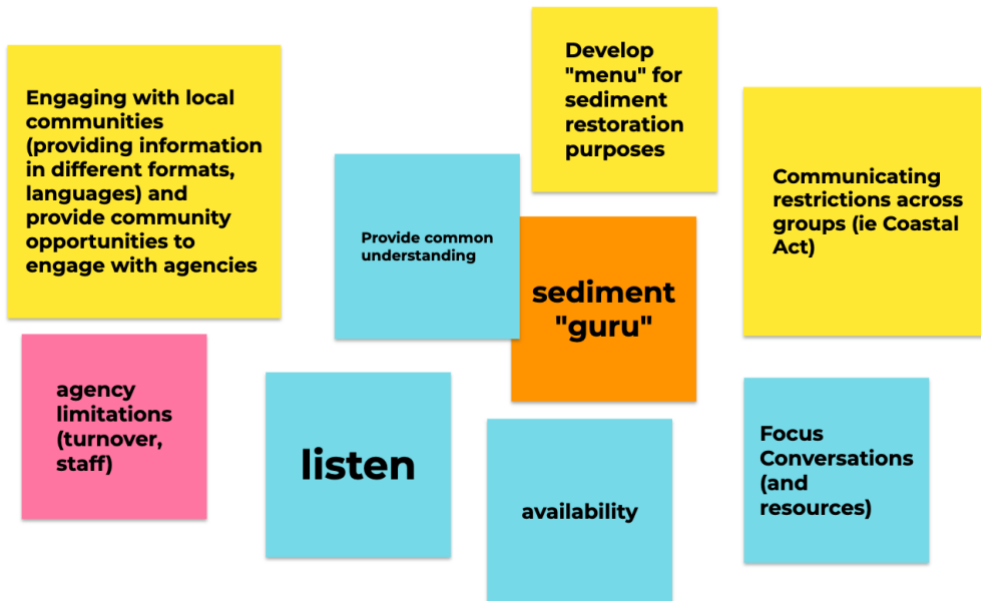 Engaging with local
communities
(providing information
in different formats,
languages) and
provide community
opportunities to
engage with agencies
Develop
"menu" for
sediment
restoration
purposes
Communicating
restrictions across
groups (ie Coastal
Act)
Provide common
understanding
sediment
"guru"
agency
limitations
(turnover,
staff)
listen
availability
Focus
Conversations
(and
resources)